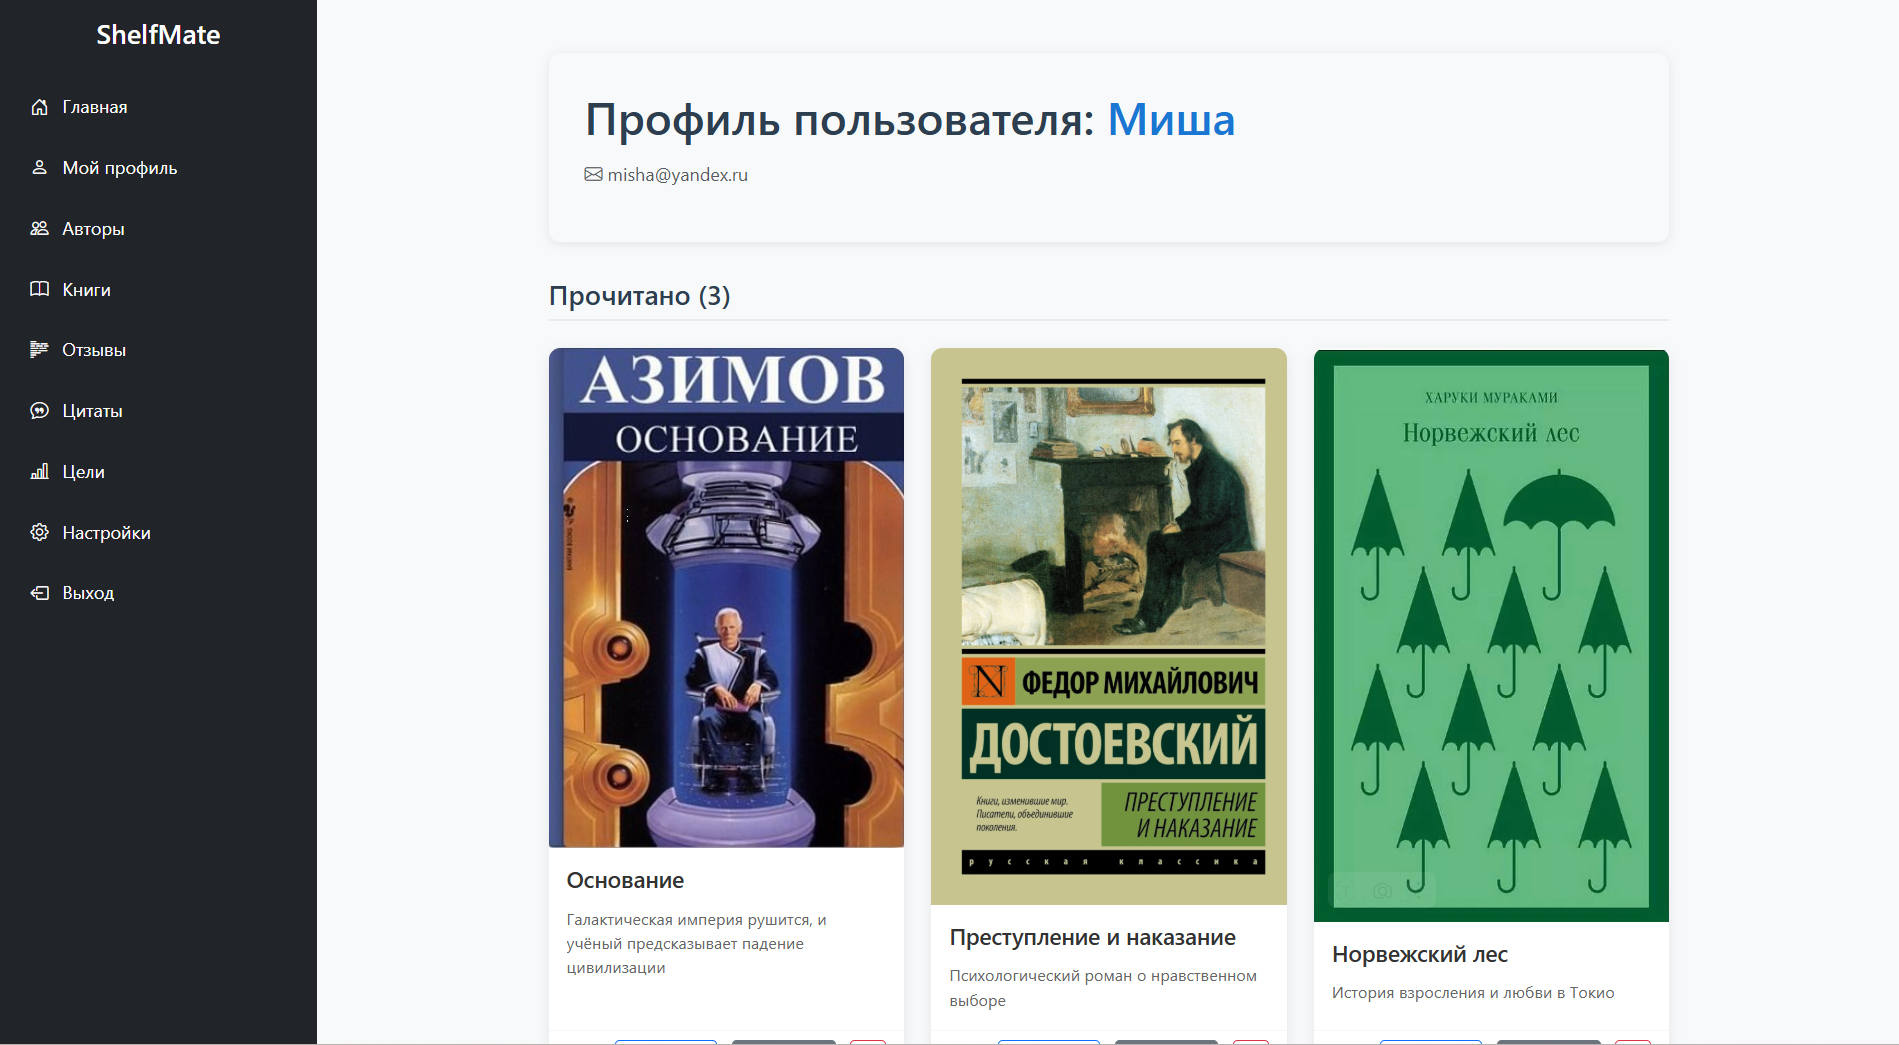 ShelfMate
Главная
Мой профиль
Авторы
Книги
Отзывы
Цитаты
Цели
Настройки
Выход
Профиль пользователя: Миша
misha@yandex.ru
Прочитано (3)
АЗИМОВ
ОСНОВАНИЕ
Основание
Галактическая империя рушится, и
учёный предсказывает падение
цивилизации
N ФЕДОР МИХАЙЛОВИЧ
ДОСТОЕВСКИЙ
Книги, изменившие мир.
Писатели, объединившие
поколения.
ПРЕСТУПЛЕНИЕ
И НАКАЗАНИЕ
русская классика
Преступление и наказание
Психологический роман о нравственном
выборе
ХАРУКИ МУРАКАМИ
Норвежский лес
Норвежский лес
История взросления и любви в Токио